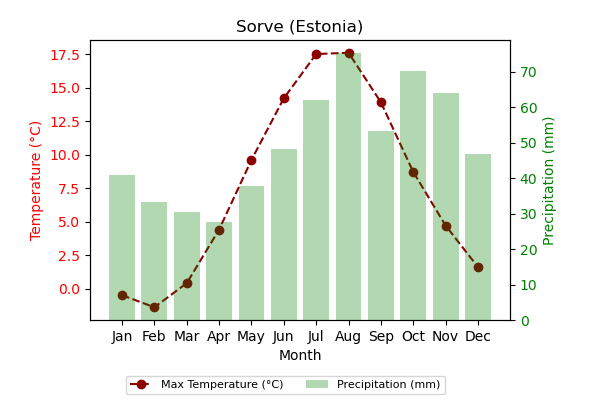 Sorve (Estonia)
Temperature (°C)
17.5
15.0
12.5
10.0
7.5
5.0
2.5
0.0
70
60
50
40
30
20
10
0
Precipitation (mm)
Jan Feb Mar Apr May Jun Jul Aug Sep Oct Nov Dec
Month
Max Temperature (°C) Precipitation (mm)